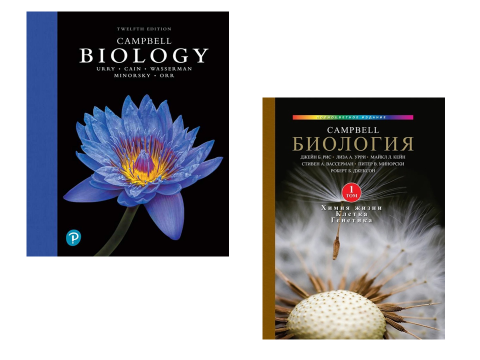 TWELFTH EDITION
CAMPBELL
BIOLOGY
URRY • CAIN • WASSERMAN
MINORSKY • ORR
P
CAMPBELL
БИОЛОГИЯ
ДЖЕЙН Б. РИС • ЛИЗА А. УРРИ • МАЙКЛ Л. КЕЙН
СТИВЕН А. ВАССЕРМАН • ПИТЕР В. МИНОРСКИ
РОБЕРТ Б. ДЖЕКСОН
1
ТОМ
Химия жизни
Клетка
Генетика